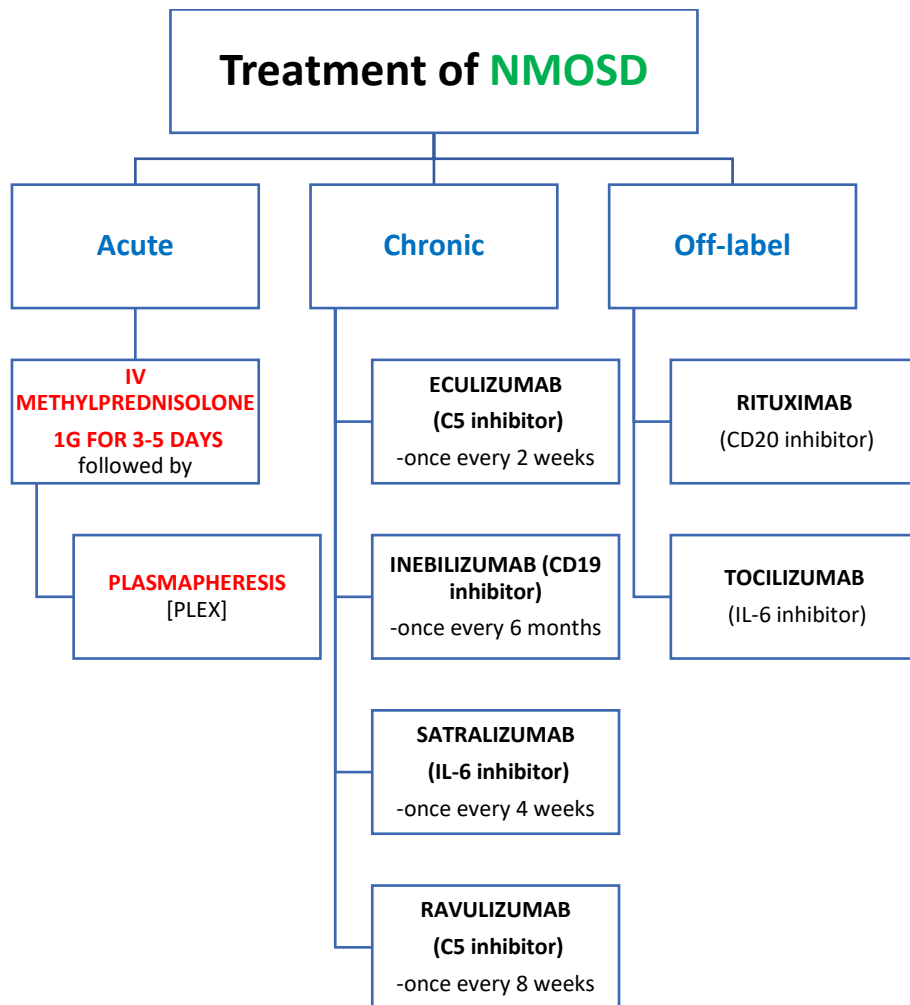 Treatment of NMOSD
Acute
Chronic
Off-label
IV
METHYLPREDNISOLONE
1G FOR 3-5 DAYS
followed by
PLASMAPHERESIS
[PLEX]
ECULIZUMAB
(C5 inhibitor)
-once every 2 weeks
INEBILIZUMAB (CD19
inhibitor)
-once every 6 months
SATRALIZUMAB
(IL-6 inhibitor)
-once every 4 weeks
RAVULIZUMAB
(C5 inhibitor)
-once every 8 weeks
RITUXIMAB
(CD20 inhibitor)
TOCILIZUMAB
(IL-6 inhibitor)